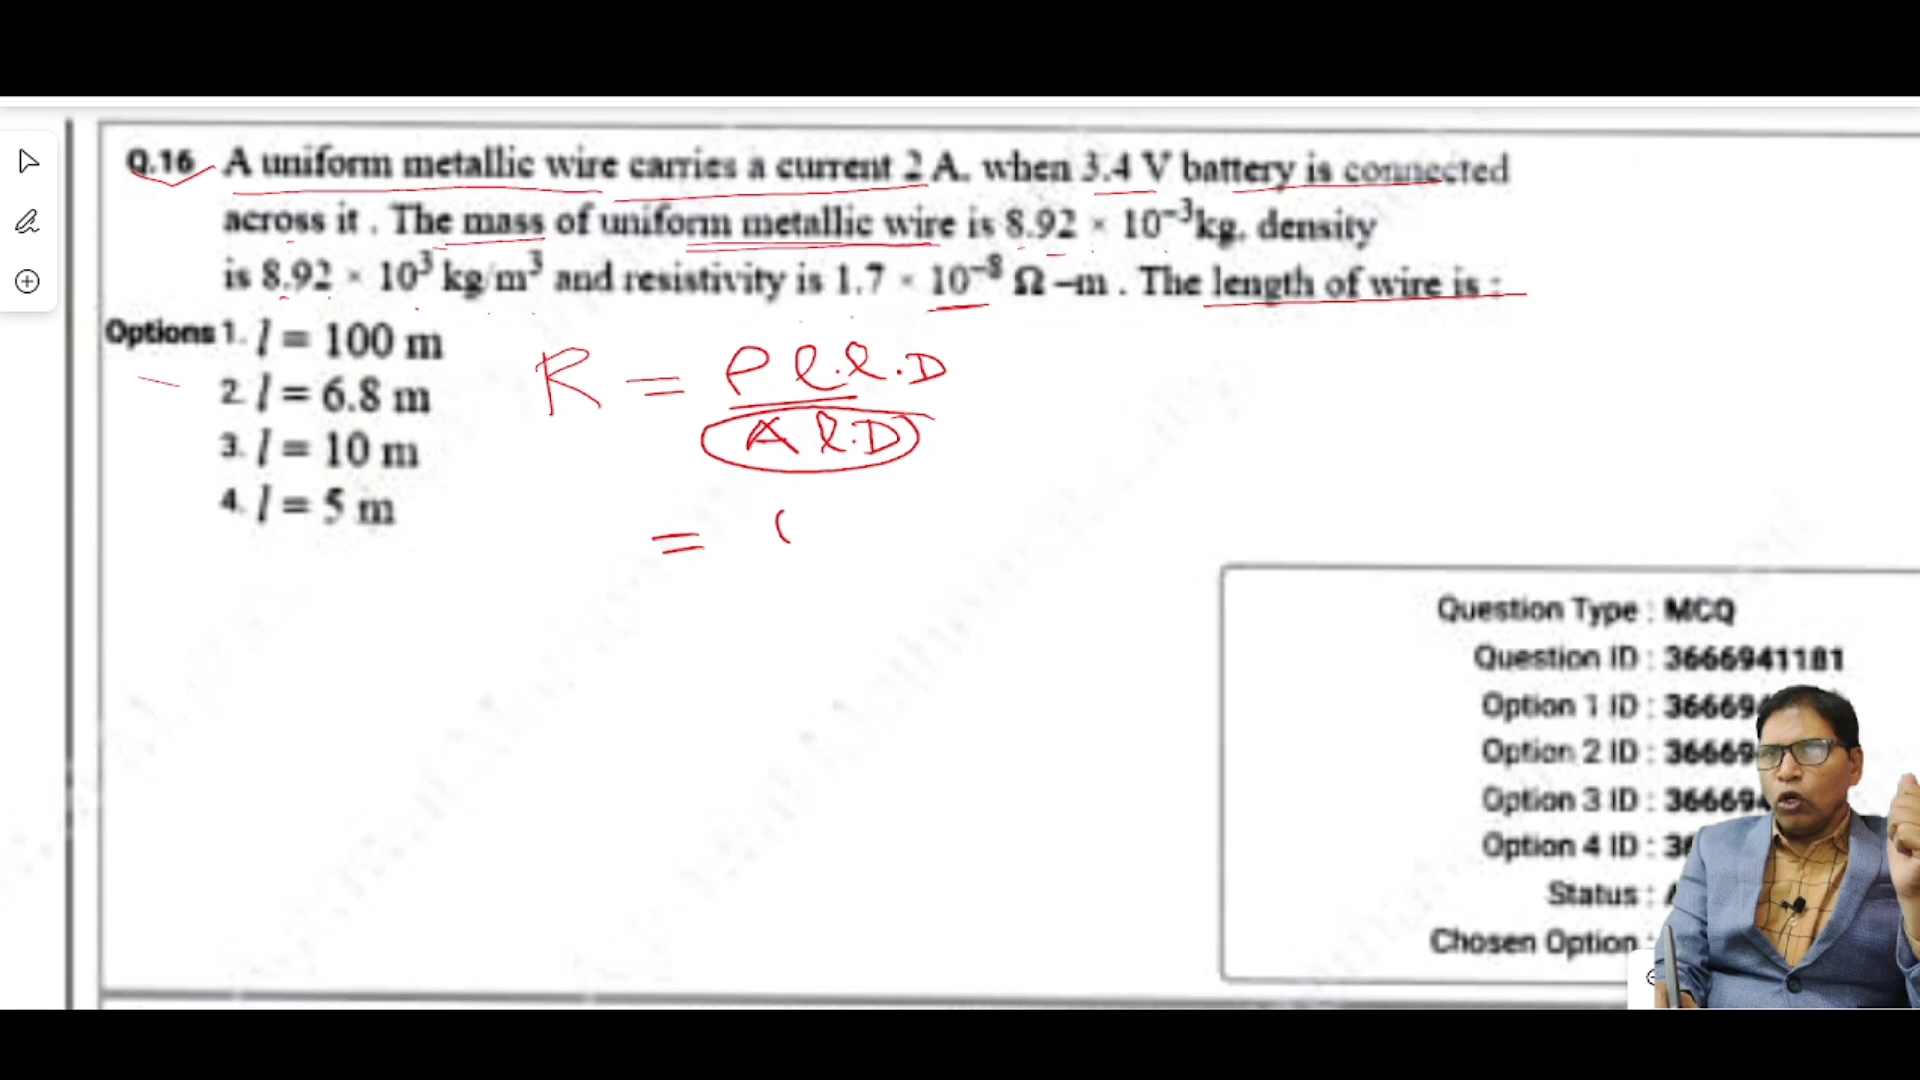 Q.16 A uniform metallic wire carries a current 2 A. when 3.4 V battery is connected
across it . The mass of uniform metallic wire is 8.92 × 10⁻³kg. density
is 8.92 × 10³ kg/m³ and resistivity is 1.7 × 10⁻⁸ Ω –m . The length of wire is :
Options 1. l = 100 m
2. l = 6.8 m
3. l = 10 m
4. l = 5 m
R = ρ l.l.D
A l.D
= (
Question Type : MCQ
Question ID : 3666941181
Option 1 ID : 36669
Option 2 ID : 36669
Option 3 ID : 36669
Option 4 ID : 3
Status :
Chosen Option :